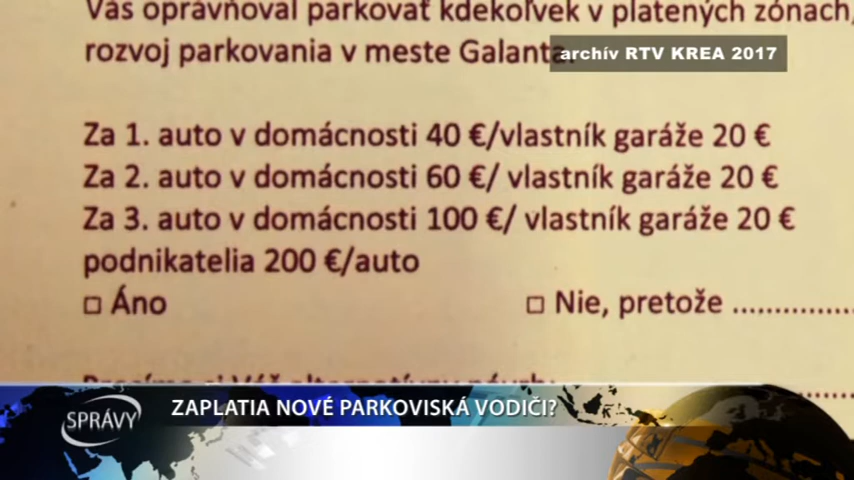 Vás oprávňoval parkovať kdekoľvek v platených zónach,
rozvoj parkovania v meste Galanta.
archív RTV KREA 2017
Za 1. auto v domácnosti 40 €/vlastník garáže 20 €
Za 2. auto v domácnosti 60 €/ vlastník garáže 20 €
Za 3. auto v domácnosti 100 €/ vlastník garáže 20 €
podnikatelia 200 €/auto
□ Áno □ Nie, pretože ..................
SPRÁVY
ZAPLATIA NOVÉ PARKOVISKÁ VODIČI?